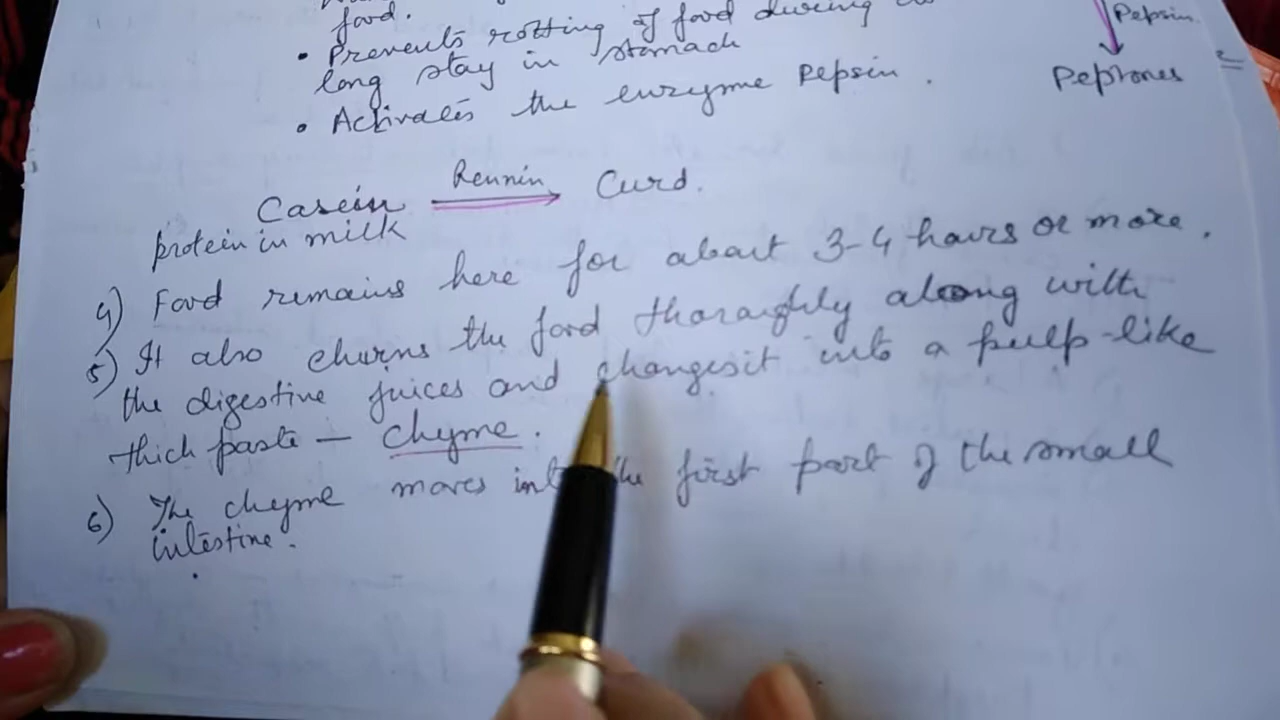 food.
• Prevents rotting of food during
long stay in stomach
• Activates the enzyme Pepsin.
Pepsin
Peptones
Casein Rennin Curd.
protein in milk
4) Food remains here for about 3-4 hours or more.
5) It also churns the food thoroughly along with
the digestive juices and changes it into a pulp-like
thick paste — chyme.
6) The chyme moves into the first part of the small
intestine.